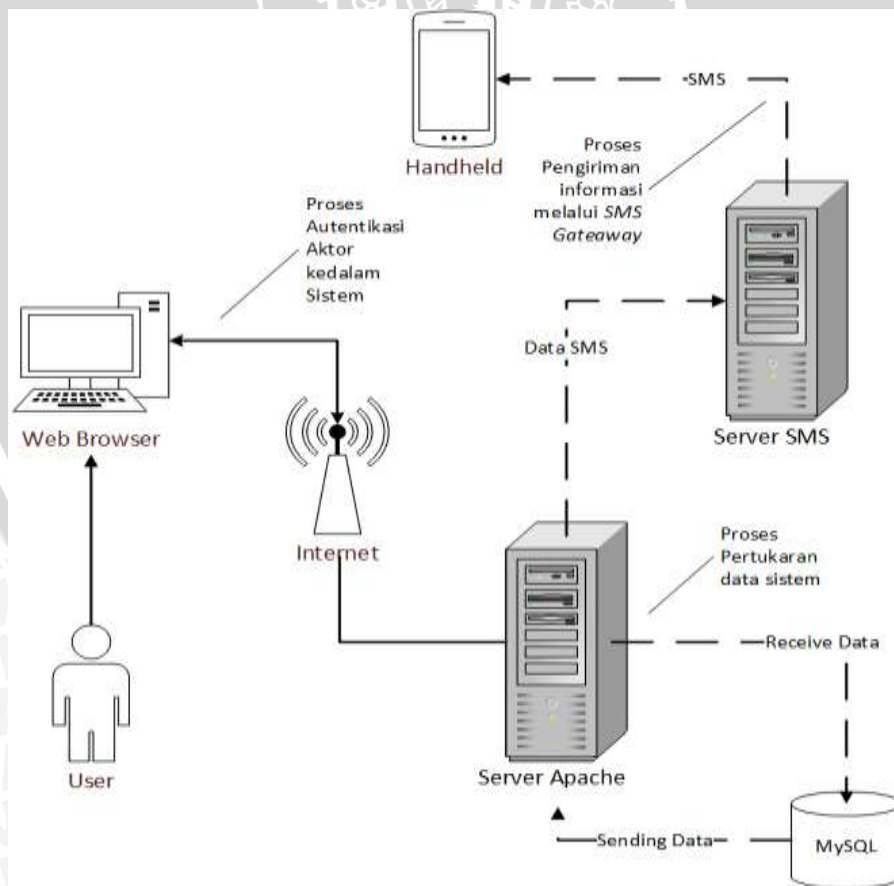 SMS
Handheld
Proses
Pengiriman
informasi
melalui SMS
Gateaway
Proses
Autentikasi
Aktor
kedalam
Sistem
Data SMS
Server SMS
Web Browser
Internet
Proses
Pertukaran
data sistem
Receive Data
User
Server Apache
Sending Data
MySQL